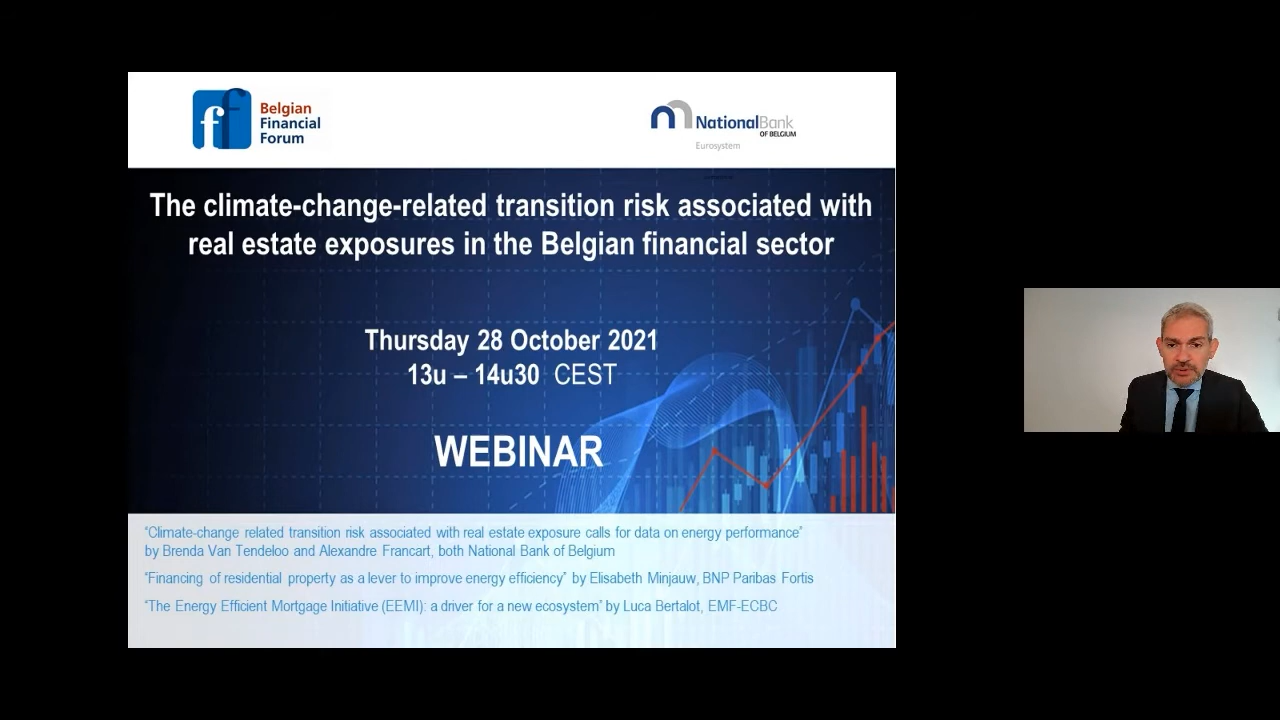 Belgian
Financial
Forum
NationalBank
OF BELGIUM
Eurosystem
The climate-change-related transition risk associated with
real estate exposures in the Belgian financial sector
Thursday 28 October 2021
13u – 14u30 CEST
WEBINAR
“Climate-change related transition risk associated with real estate exposure calls for data on energy performance”
by Brenda Van Tendeloo and Alexandre Francart, both National Bank of Belgium
“Financing of residential property as a lever to improve energy efficiency” by Elisabeth Minjauw, BNP Paribas Fortis
“The Energy Efficient Mortgage Initiative (EEMI): a driver for a new ecosystem” by Luca Bertalot, EMF-ECBC